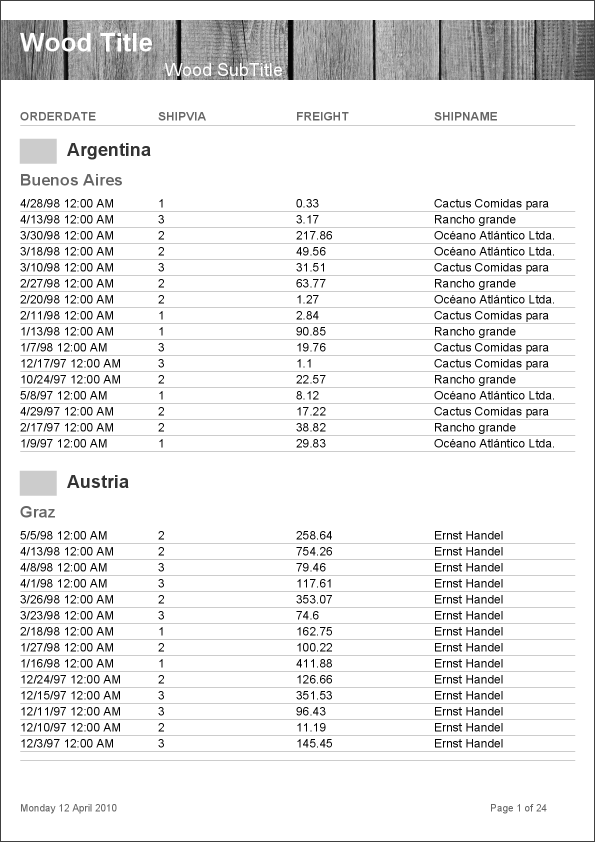 Wood Title
Wood SubTitle
ORDERDATE SHIPVIA FREIGHT SHIPNAME
Argentina
Buenos Aires
4/28/98 12:00 AM 1 0.33 Cactus Comidas para
4/13/98 12:00 AM 3 3.17 Rancho grande
3/30/98 12:00 AM 2 217.86 Océano Atlántico Ltda.
3/18/98 12:00 AM 2 49.56 Océano Atlántico Ltda.
3/10/98 12:00 AM 3 31.51 Cactus Comidas para
2/27/98 12:00 AM 2 63.77 Rancho grande
2/20/98 12:00 AM 2 1.27 Océano Atlántico Ltda.
2/11/98 12:00 AM 1 2.84 Cactus Comidas para
1/13/98 12:00 AM 1 90.85 Rancho grande
1/7/98 12:00 AM 3 19.76 Cactus Comidas para
12/17/97 12:00 AM 3 1.1 Cactus Comidas para
10/24/97 12:00 AM 2 22.57 Rancho grande
5/8/97 12:00 AM 1 8.12 Océano Atlántico Ltda.
4/29/97 12:00 AM 2 17.22 Cactus Comidas para
2/17/97 12:00 AM 2 38.82 Rancho grande
1/9/97 12:00 AM 1 29.83 Océano Atlántico Ltda.
Austria
Graz
5/5/98 12:00 AM 2 258.64 Ernst Handel
4/13/98 12:00 AM 2 754.26 Ernst Handel
4/8/98 12:00 AM 3 79.46 Ernst Handel
4/1/98 12:00 AM 3 117.61 Ernst Handel
3/26/98 12:00 AM 2 353.07 Ernst Handel
3/23/98 12:00 AM 3 74.6 Ernst Handel
2/18/98 12:00 AM 1 162.75 Ernst Handel
1/27/98 12:00 AM 2 100.22 Ernst Handel
1/16/98 12:00 AM 1 411.88 Ernst Handel
12/24/97 12:00 AM 2 126.66 Ernst Handel
12/15/97 12:00 AM 3 351.53 Ernst Handel
12/11/97 12:00 AM 3 96.43 Ernst Handel
12/10/97 12:00 AM 2 11.19 Ernst Handel
12/3/97 12:00 AM 3 145.45 Ernst Handel
Monday 12 April 2010 Page 1 of 24